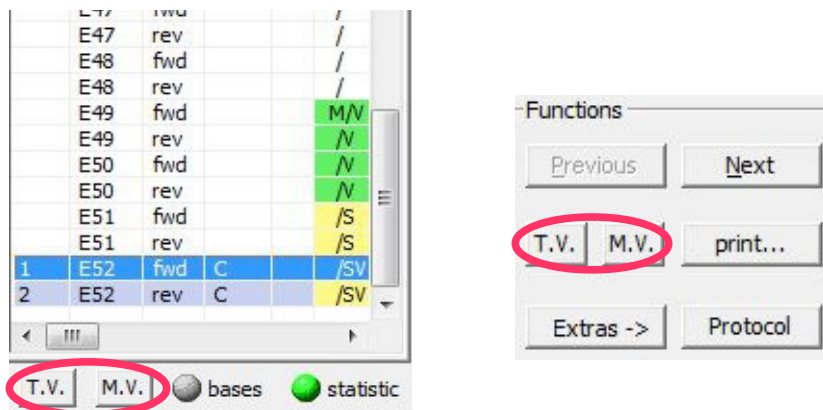 E47 rev /
E48 fwd /
E48 rev /
E49 fwd M/V
E49 rev /V
E50 fwd /V
E50 rev /V
E51 fwd /S
E51 rev /S
1 E52 fwd C /SV
2 E52 rev C /SV
T.V. M.V. bases statistic
Functions
Previous Next
T.V. M.V. print...
Extras -> Protocol